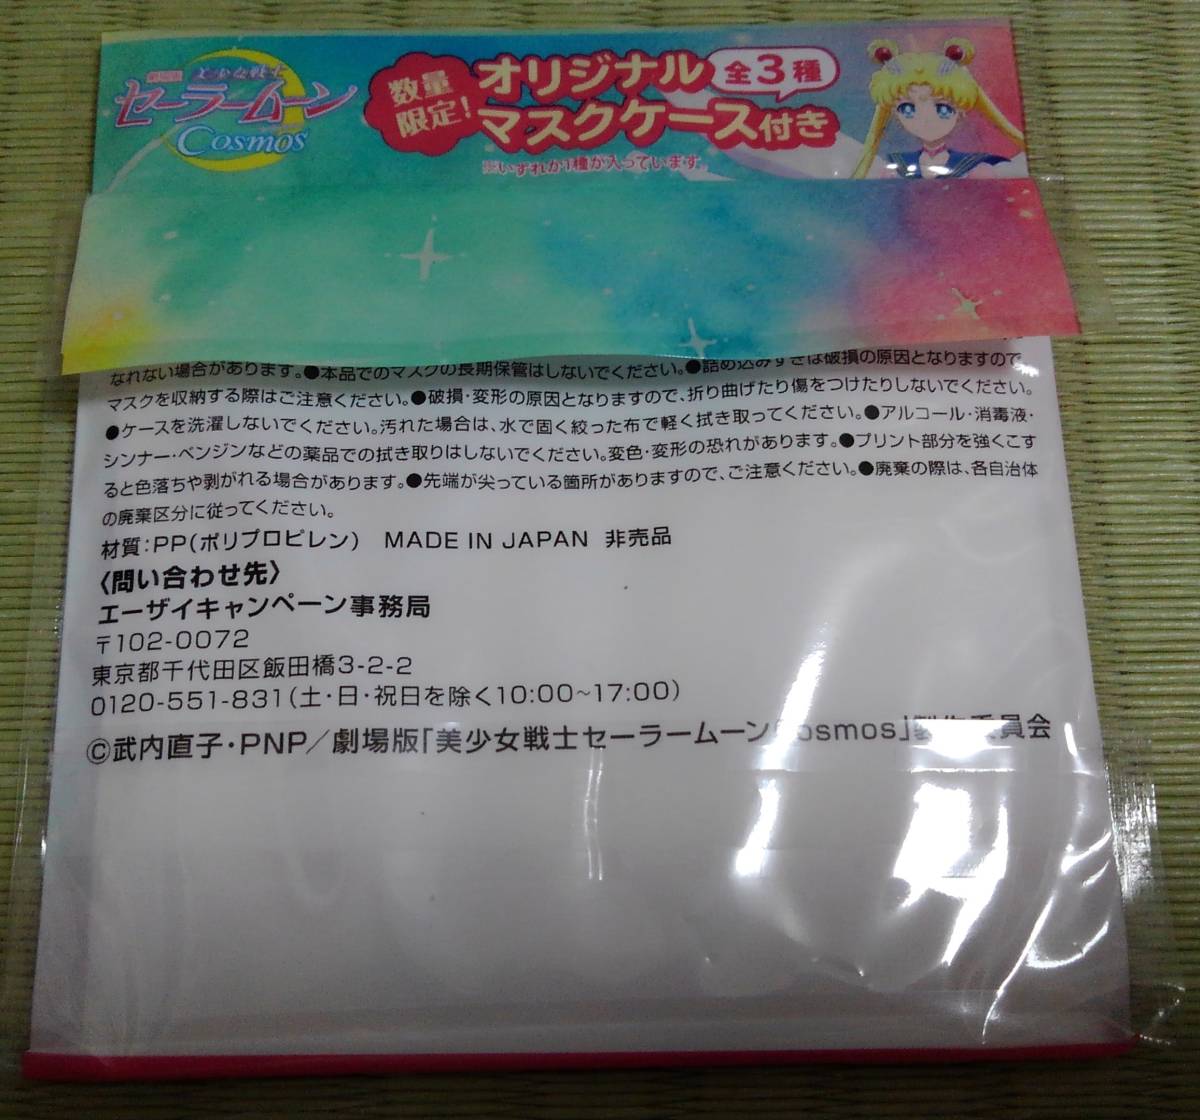 劇場版
美少女戦士
セーラームーン
Cosmos
数量
限定!
オリジナル
全3種
マスクケース付き
※いずれか1種が入っています。
なれない場合があります。●本品でのマスクの長期保管はしないでください。●詰め込みすぎは破損の原因となりますので、
マスクを収納する際はご注意ください。●破損・変形の原因となりますので、折り曲げたり傷をつけたりしないでください。
●ケースを洗濯しないでください。汚れた場合は、水で固く絞った布で軽く拭き取ってください。●アルコール・消毒液・
シンナー・ベンジンなどの薬品での拭き取りはしないでください。変色・変形の恐れがあります。●プリント部分を強くこす
ると色落ちや剥がれる場合があります。●先端が尖っている箇所がありますので、ご注意ください。●廃棄の際は、各自治体
の廃棄区分に従ってください。
材質:PP(ポリプロピレン) MADE IN JAPAN 非売品
〈問い合わせ先〉
エーザイキャンペーン事務局
〒102-0072
東京都千代田区飯田橋3-2-2
0120-551-831(土・日・祝日を除く10:00~17:00)
©武内直子・PNP/劇場版「美少女戦士セーラームーンCosmos」製作委員会